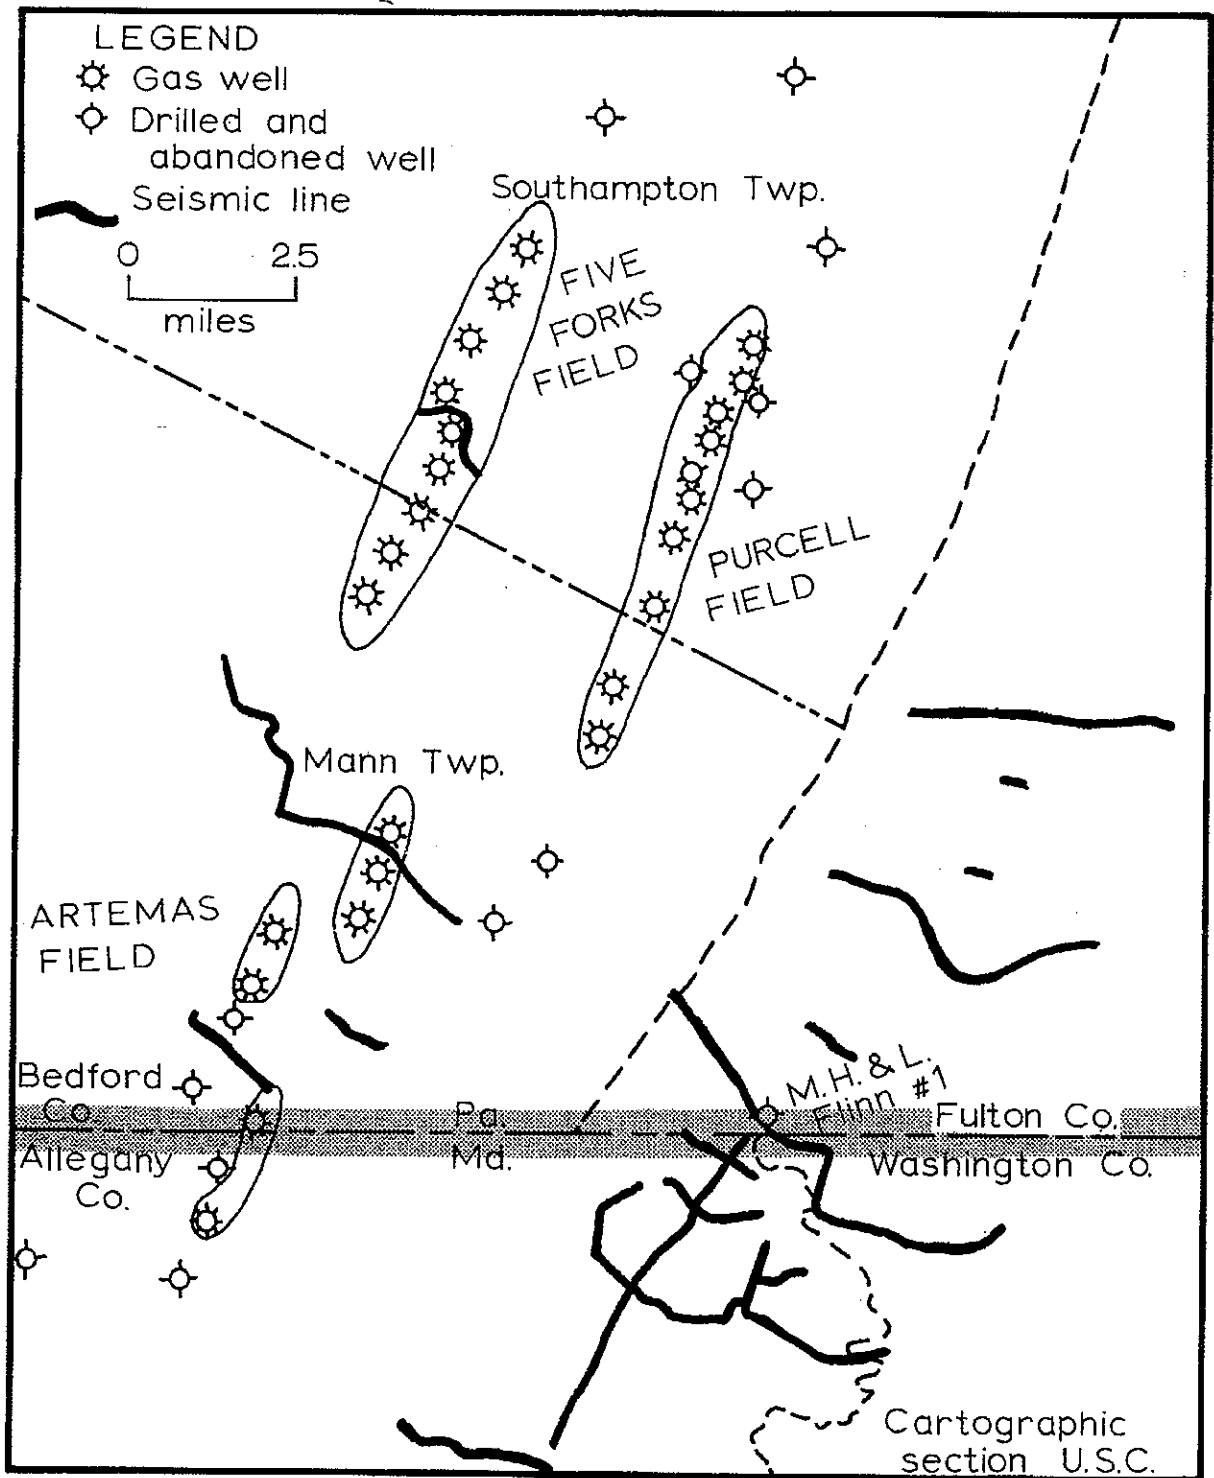 LEGEND
Gas well
Drilled and
abandoned well
Seismic line
0 2.5
miles
Southampton Twp.
FIVE
FORKS
FIELD
PURCELL
FIELD
Mann Twp.
ARTEMAS
FIELD
Bedford
Co.
Pa.
M.H. & L.
Flinn #1
Fulton Co.
Allegany
Co.
Md.
Washington Co.
Cartographic
section U.S.C.